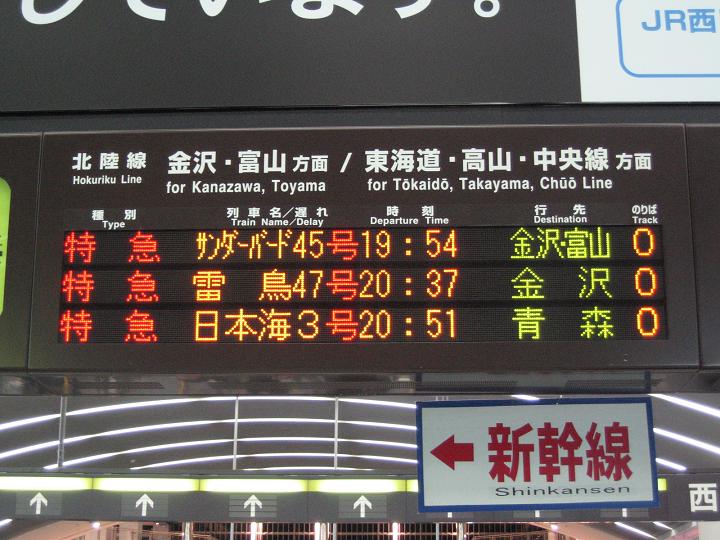 しています。
JR西
北陸線 金沢・富山方面 / 東海道・高山・中央線方面
Hokuriku Line for Kanazawa, Toyama for Tōkaidō, Takayama, Chūō Line
種別 列車名／遅れ 時刻 行先 のりば
Type Train Name/Delay Departure Time Destination Track
特急 サンダーバード45号 19:54 金沢・富山 0
特急 雷鳥47号 20:37 金沢 0
特急 日本海3号 20:51 青森 0
← 新幹線
Shinkansen
↑ ↑ ↑ ↑ ↑ ↑ 西